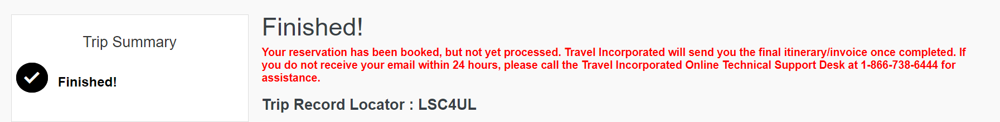 Trip Summary
Finished!
Finished!
Your reservation has been booked, but not yet processed. Travel Incorporated will send you the final itinerary/invoice once completed. If
you do not receive your email within 24 hours, please call the Travel Incorporated Online Technical Support Desk at 1-866-738-6444 for
assistance.
Trip Record Locator : LSC4UL